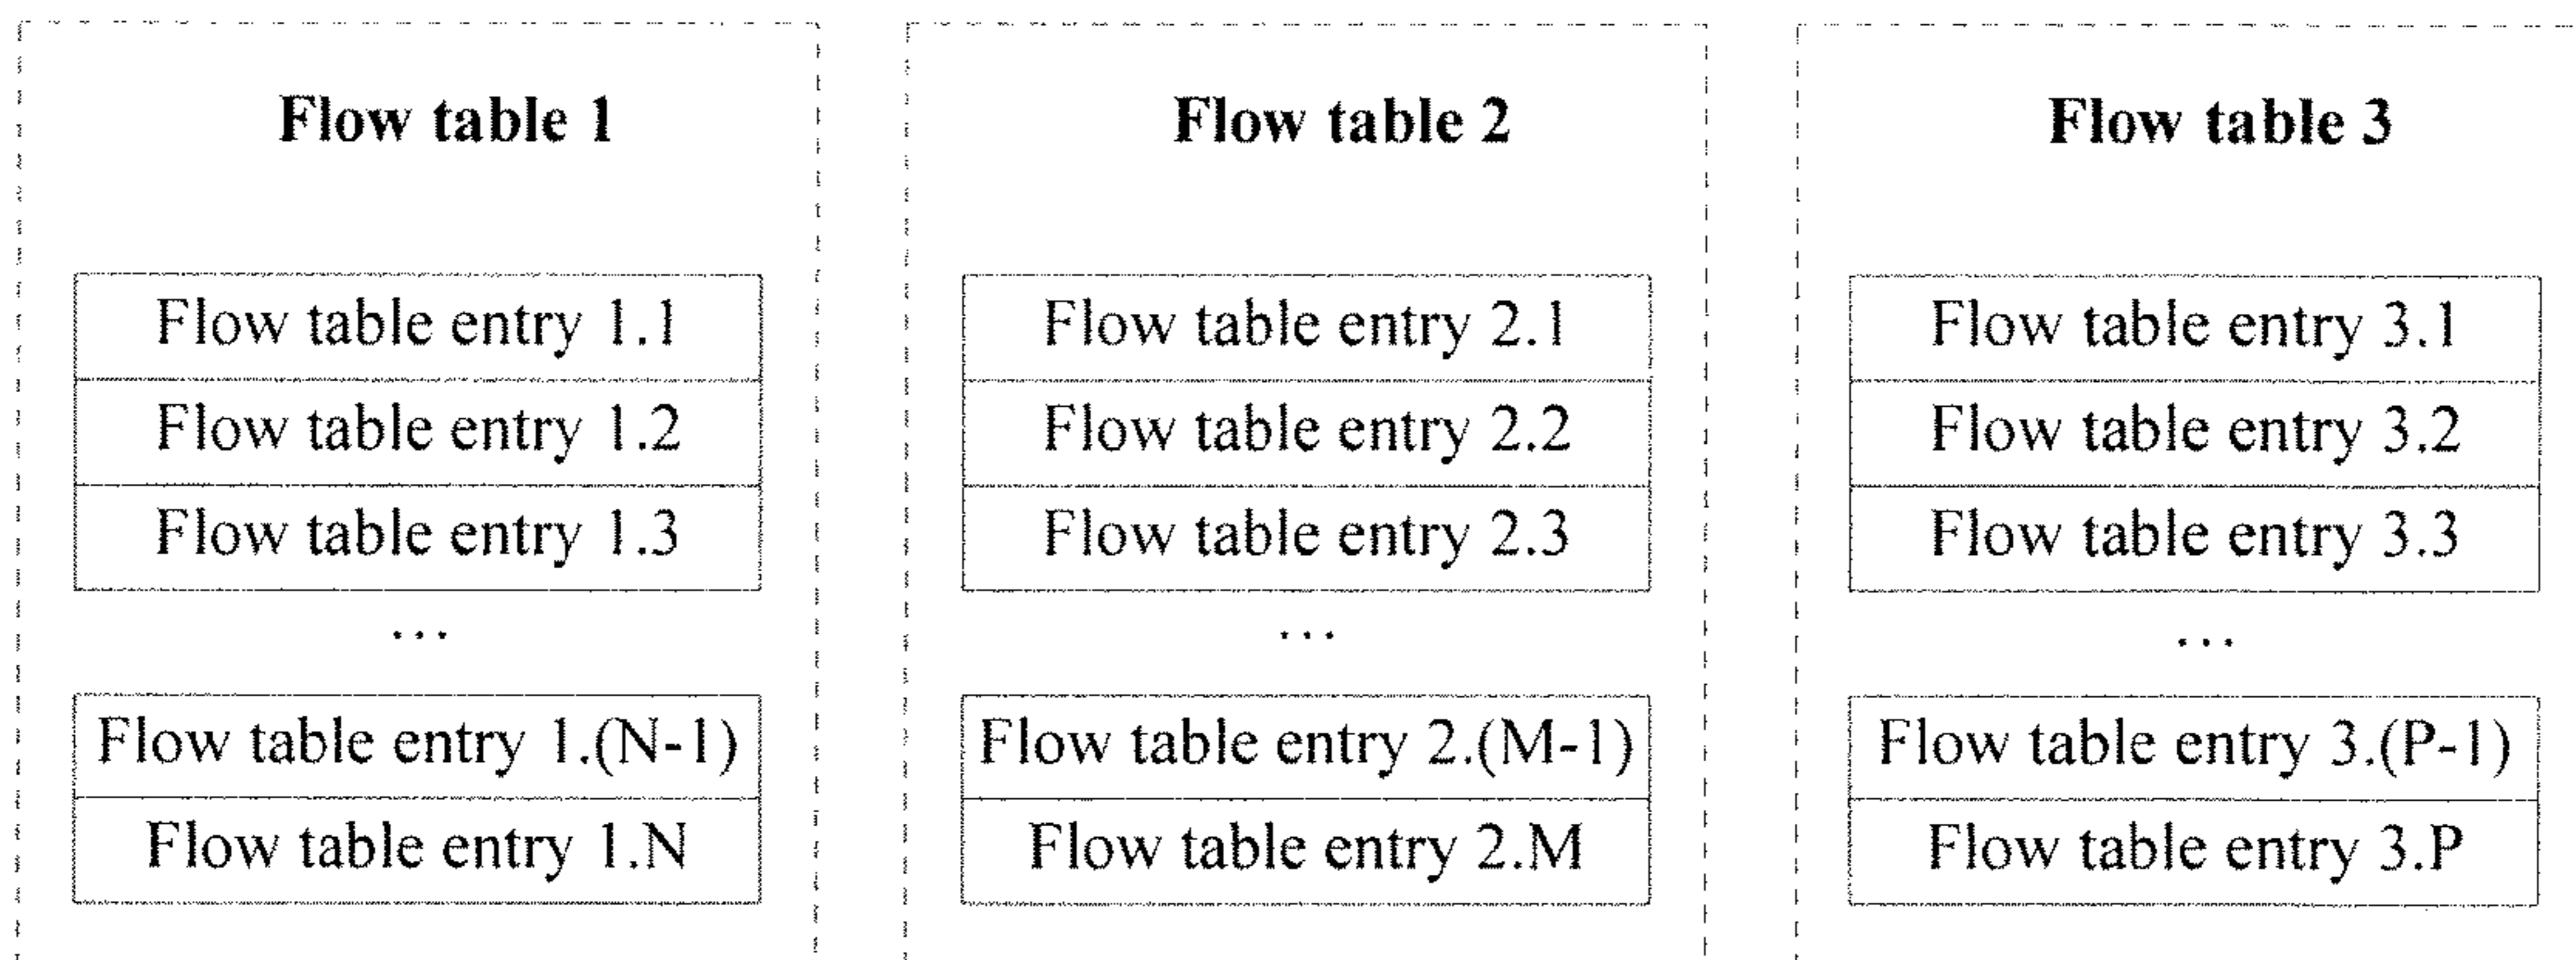 Flow table 1
Flow table entry 1.1
Flow table entry 1.2
Flow table entry 1.3
...
Flow table entry 1.(N-1)
Flow table entry 1.N
Flow table 2
Flow table entry 2.1
Flow table entry 2.2
Flow table entry 2.3
...
Flow table entry 2.(M-1)
Flow table entry 2.M
Flow table 3
Flow table entry 3.1
Flow table entry 3.2
Flow table entry 3.3
...
Flow table entry 3.(P-1)
Flow table entry 3.P